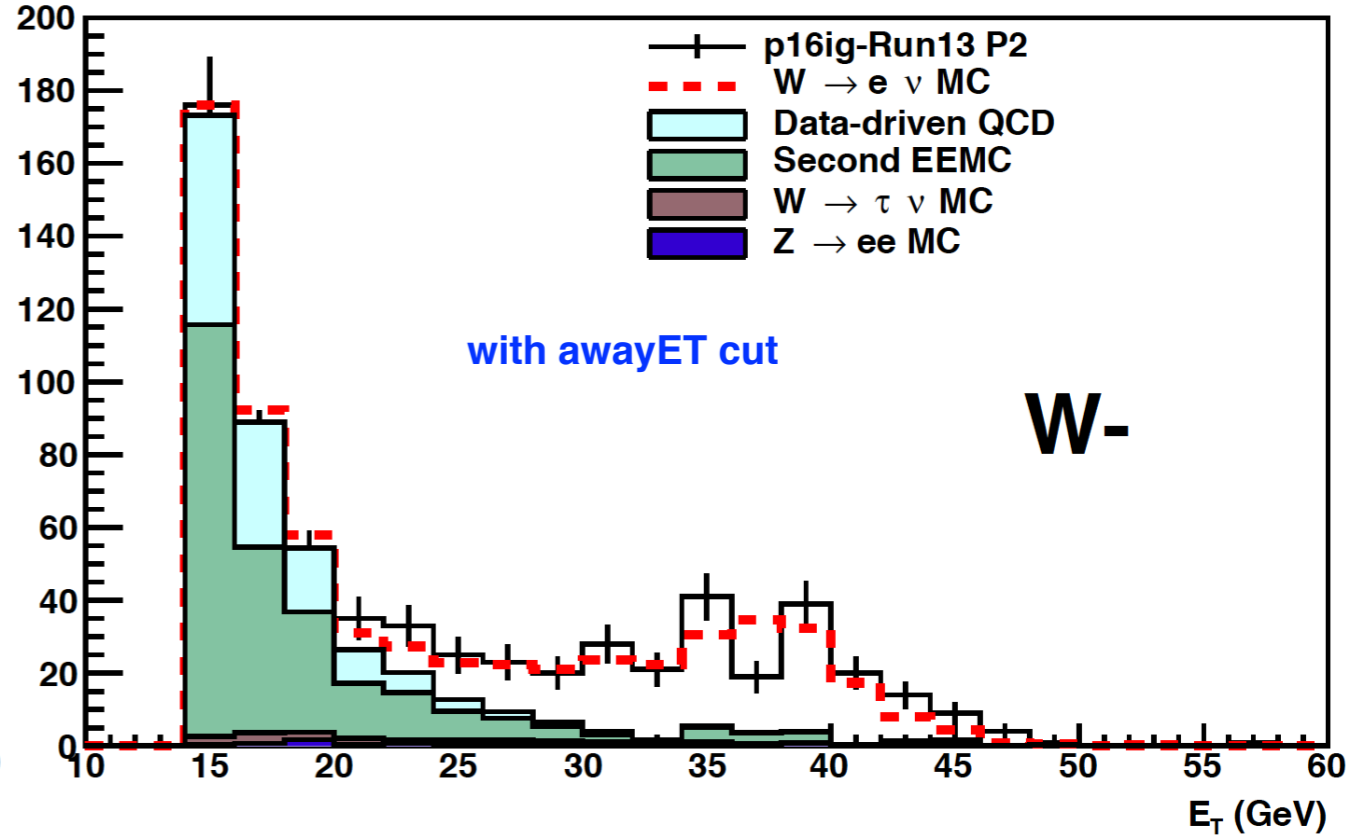 200
180
160
140
120
100
80
60
40
20
0
p16ig-Run13 P2
W → e ν MC
Data-driven QCD
Second EEMC
W → τ ν MC
Z → ee MC
with awayET cut
W-
10 15 20 25 30 35 40 45 50 55 60
E_T (GeV)